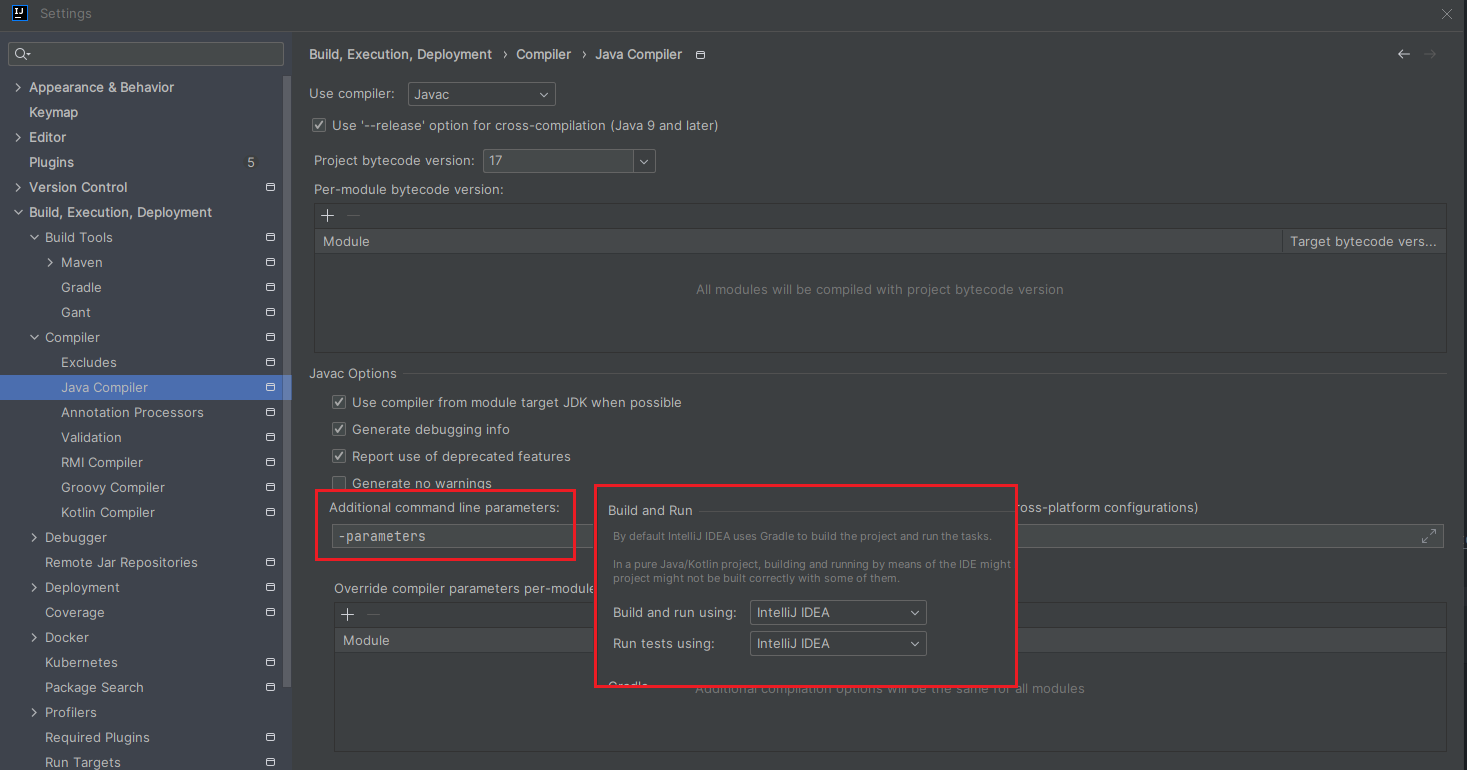 IJ Settings
Appearance & Behavior
Keymap
Editor
Plugins 5
Version Control
Build, Execution, Deployment
Build Tools
Maven
Gradle
Gant
Compiler
Excludes
Java Compiler
Annotation Processors
Validation
RMI Compiler
Groovy Compiler
Kotlin Compiler
Debugger
Remote Jar Repositories
Deployment
Coverage
Docker
Kubernetes
Package Search
Profilers
Required Plugins
Run Targets
Build, Execution, Deployment › Compiler › Java Compiler
Use compiler: Javac
Use '--release' option for cross-compilation (Java 9 and later)
Project bytecode version: 17
Per-module bytecode version:
Module Target bytecode vers...
All modules will be compiled with project bytecode version
Javac Options
Use compiler from module target JDK when possible
Generate debugging info
Report use of deprecated features
Generate no warnings
Additional command line parameters: ross-platform configurations)
-parameters
Override compiler parameters per-module
Module
Additional compilation options will be the same for all modules
Build and Run
By default IntelliJ IDEA uses Gradle to build the project and run the tasks.
In a pure Java/Kotlin project, building and running by means of the IDE might
project might not be built correctly with some of them.
Build and run using: IntelliJ IDEA
Run tests using: IntelliJ IDEA
Gradle